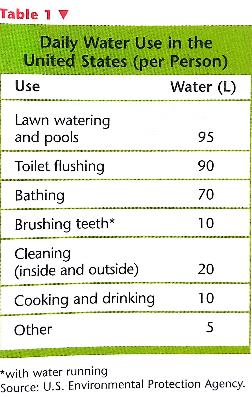 Table 1 ▼
Daily Water Use in the
United States (per Person)
Use Water (L)
Lawn watering
and pools 95
Toilet flushing 90
Bathing 70
Brushing teeth* 10
Cleaning
(inside and outside) 20
Cooking and drinking 10
Other 5
*with water running
Source: U.S. Environmental Protection Agency.